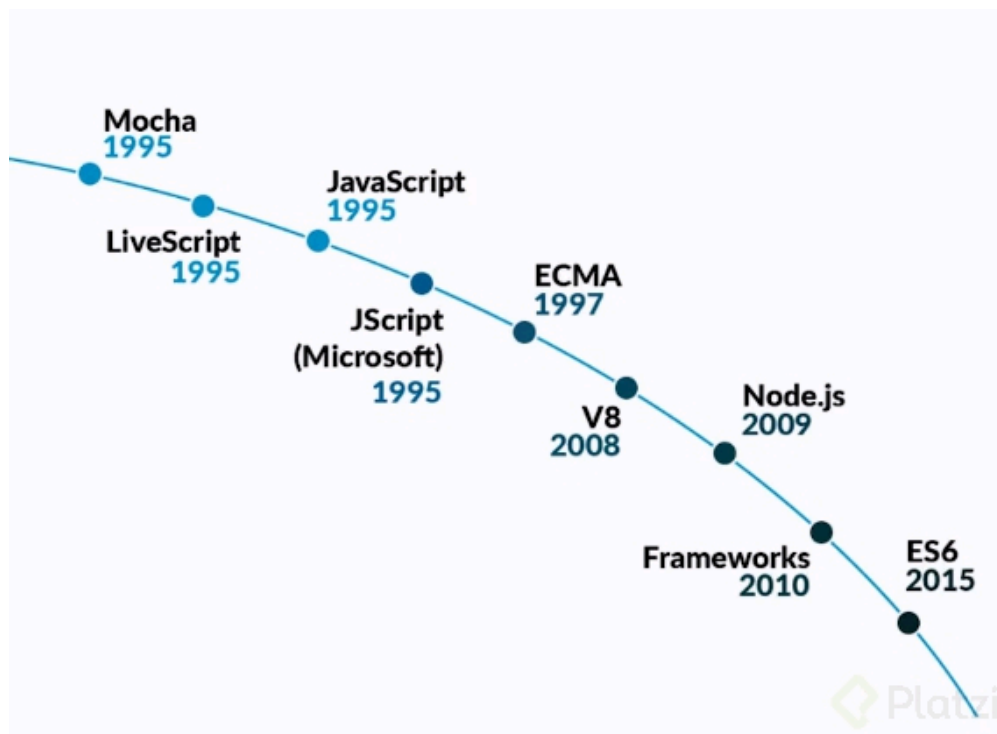 Mocha
1995
LiveScript
1995
JavaScript
1995
JScript
(Microsoft)
1995
ECMA
1997
V8
2008
Node.js
2009
Frameworks
2010
ES6
2015
Platzi